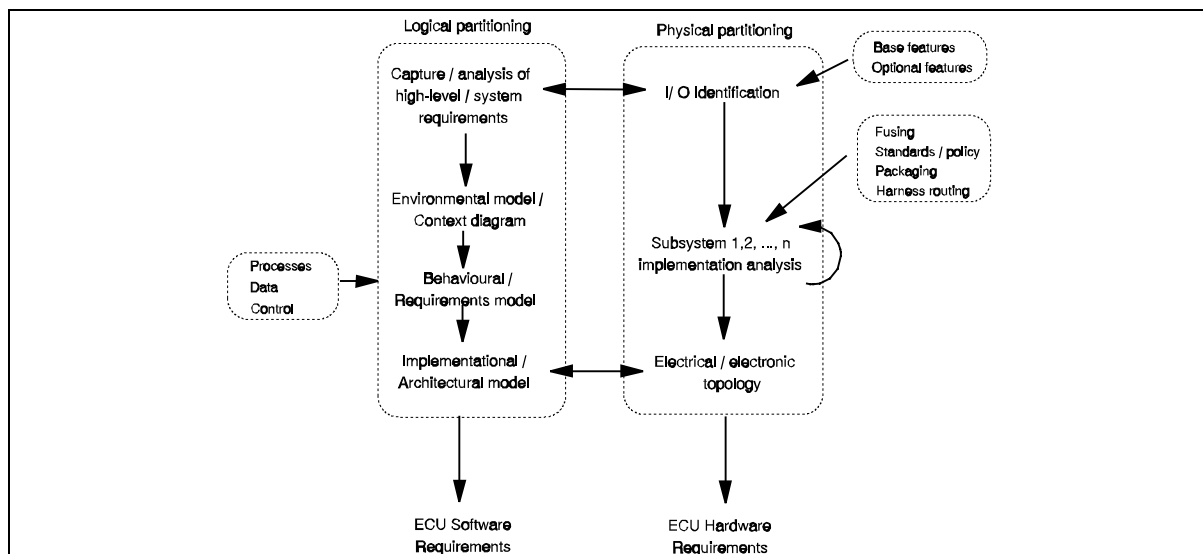 Logical partitioning
Capture / analysis of
high-level / system
requirements
Environmental model /
Context diagram
Behavioural /
Requirements model
Implementational /
Architectural model
ECU Software
Requirements
Processes
Data
Control
Physical partitioning
I/ O Identification
Subsystem 1,2, ..., n
implementation analysis
Electrical / electronic
topology
ECU Hardware
Requirements
Base features
Optional features
Fusing
Standards / policy
Packaging
Harness routing